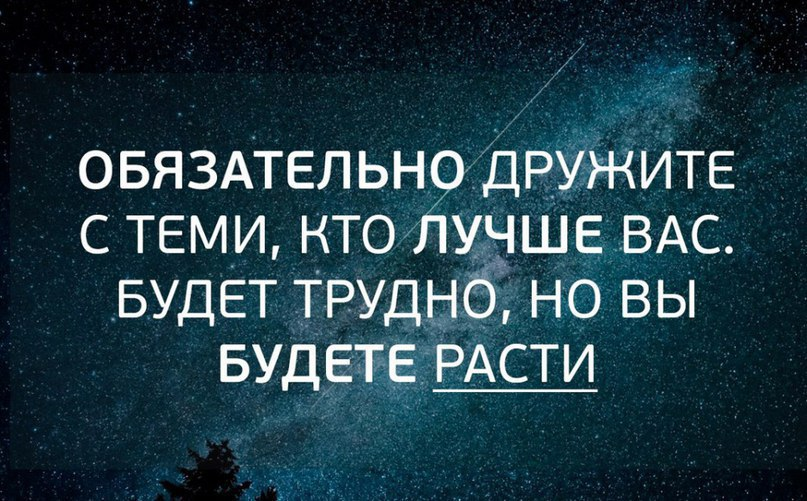 ОБЯЗАТЕЛЬНО ДРУЖИТЕ
С ТЕМИ, КТО ЛУЧШЕ ВАС.
БУДЕТ ТРУДНО, НО ВЫ
БУДЕТЕ РАСТИ